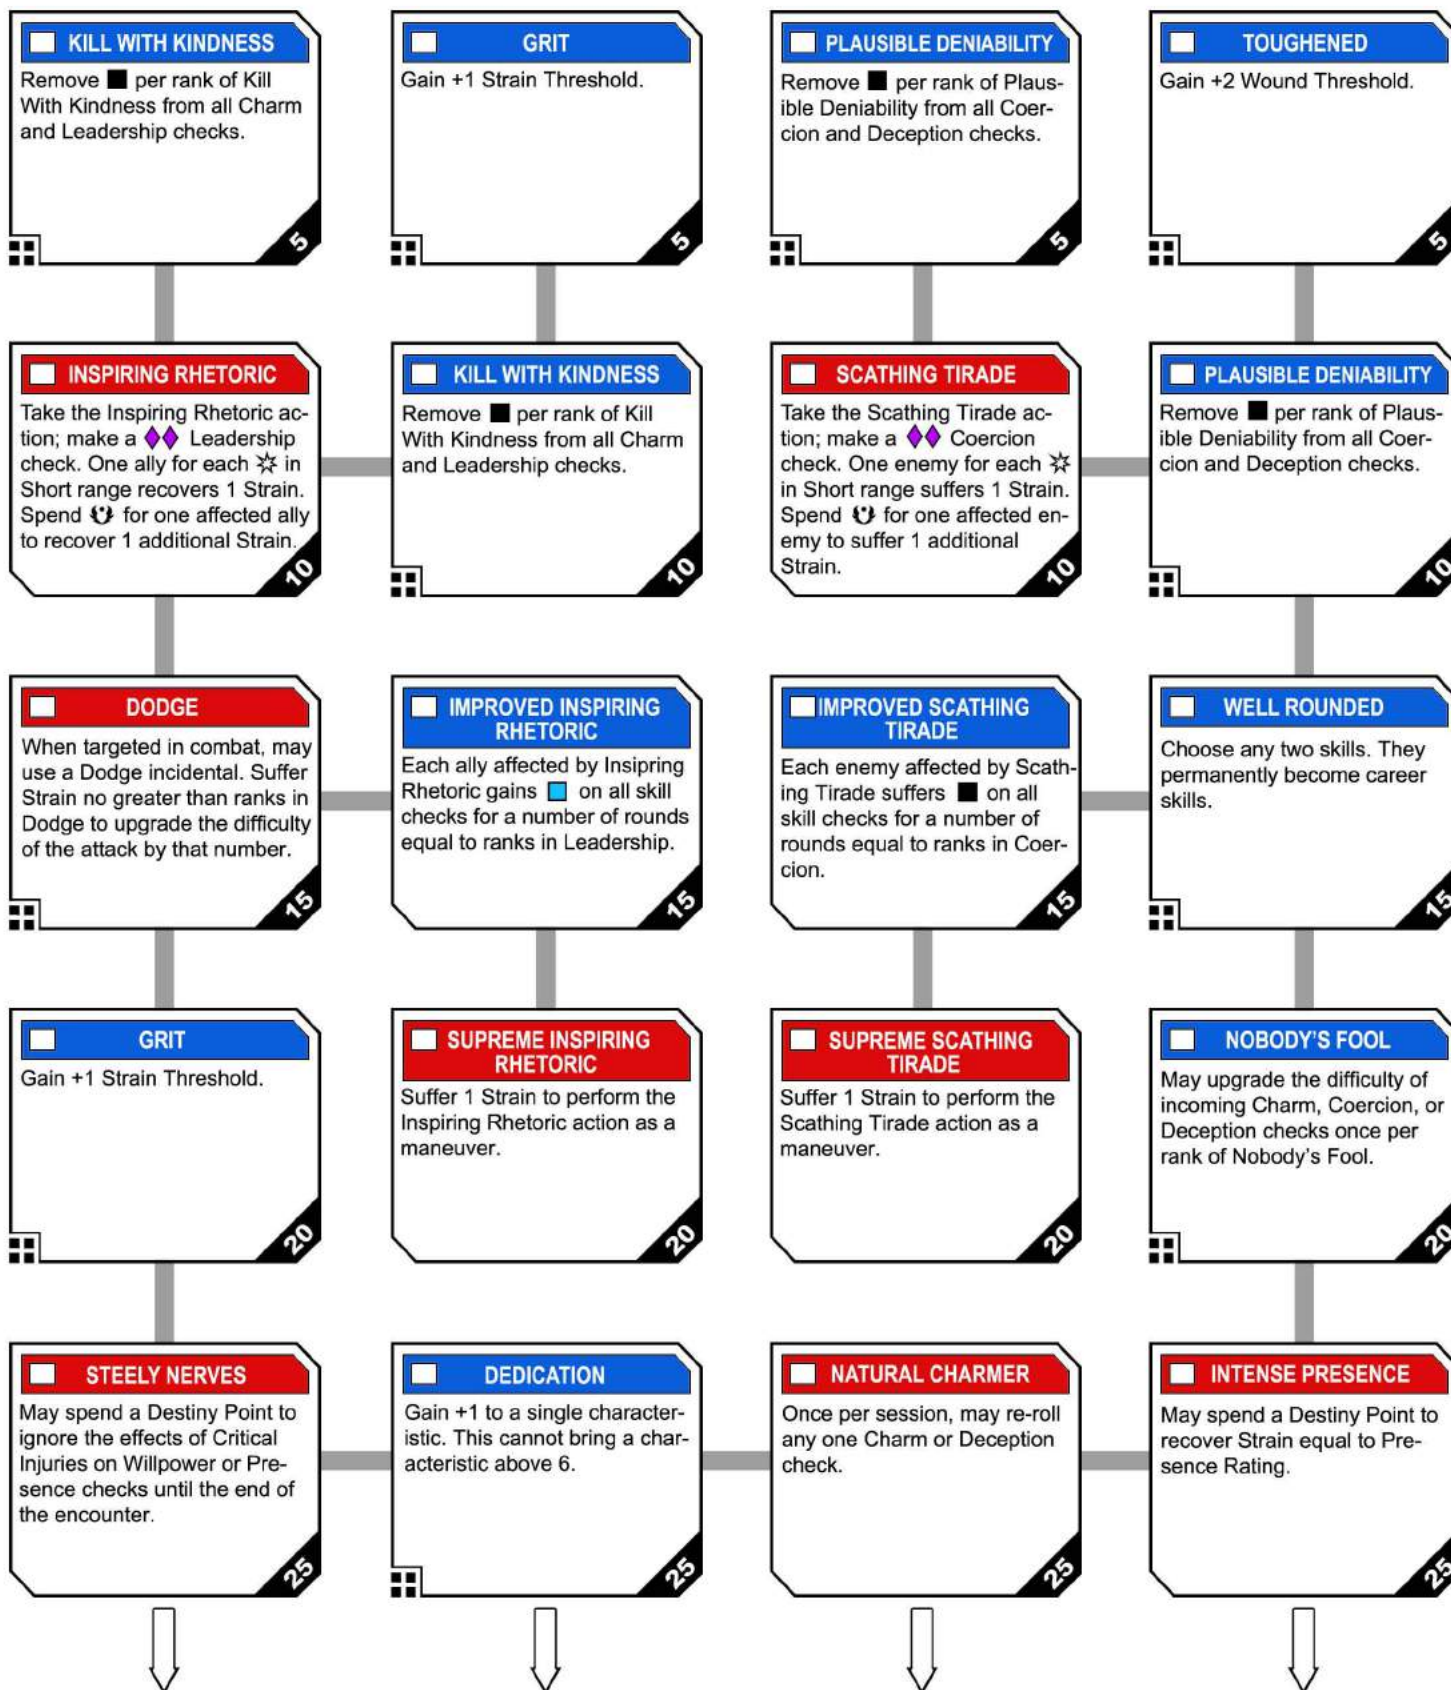 KILL WITH KINDNESS
Remove ■ per rank of Kill
With Kindness from all Charm
and Leadership checks.
5
GRIT
Gain +1 Strain Threshold.
5
PLAUSIBLE DENIABILITY
Remove ■ per rank of Plaus-
ible Deniability from all Coer-
cion and Deception checks.
5
TOUGHENED
Gain +2 Wound Threshold.
5
INSPIRING RHETORIC
Take the Inspiring Rhetoric ac-
tion; make a Leadership
check. One ally for each in
Short range recovers 1 Strain.
Spend for one affected ally
to recover 1 additional Strain.
10
KILL WITH KINDNESS
Remove ■ per rank of Kill
With Kindness from all Charm
and Leadership checks.
10
SCATHING TIRADE
Take the Scathing Tirade ac-
tion; make a Coercion
check. One enemy for each
in Short range suffers 1 Strain.
Spend for one affected en-
emy to suffer 1 additional
Strain.
10
PLAUSIBLE DENIABILITY
Remove ■ per rank of Plaus-
ible Deniability from all Coer-
cion and Deception checks.
10
DODGE
When targeted in combat, may
use a Dodge incidental. Suffer
Strain no greater than ranks in
Dodge to upgrade the difficulty
of the attack by that number.
15
IMPROVED INSPIRING
RHETORIC
Each ally affected by Insipring
Rhetoric gains on all skill
checks for a number of rounds
equal to ranks in Leadership.
15
IMPROVED SCATHING
TIRADE
Each enemy affected by Scath-
ing Tirade suffers ■ on all
skill checks for a number of
rounds equal to ranks in Coer-
cion.
15
WELL ROUNDED
Choose any two skills. They
permanently become career
skills.
15
GRIT
Gain +1 Strain Threshold.
20
SUPREME INSPIRING
RHETORIC
Suffer 1 Strain to perform the
Inspiring Rhetoric action as a
maneuver.
20
SUPREME SCATHING
TIRADE
Suffer 1 Strain to perform the
Scathing Tirade action as a
maneuver.
20
NOBODY'S FOOL
May upgrade the difficulty of
incoming Charm, Coercion, or
Deception checks once per
rank of Nobody's Fool.
20
STEELY NERVES
May spend a Destiny Point to
ignore the effects of Critical
Injuries on Willpower or Pre-
sence checks until the end of
the encounter.
25
DEDICATION
Gain +1 to a single character-
istic. This cannot bring a char-
acteristic above 6.
25
NATURAL CHARMER
Once per session, may re-roll
any one Charm or Deception
check.
25
INTENSE PRESENCE
May spend a Destiny Point to
recover Strain equal to Pre-
sence Rating.
25